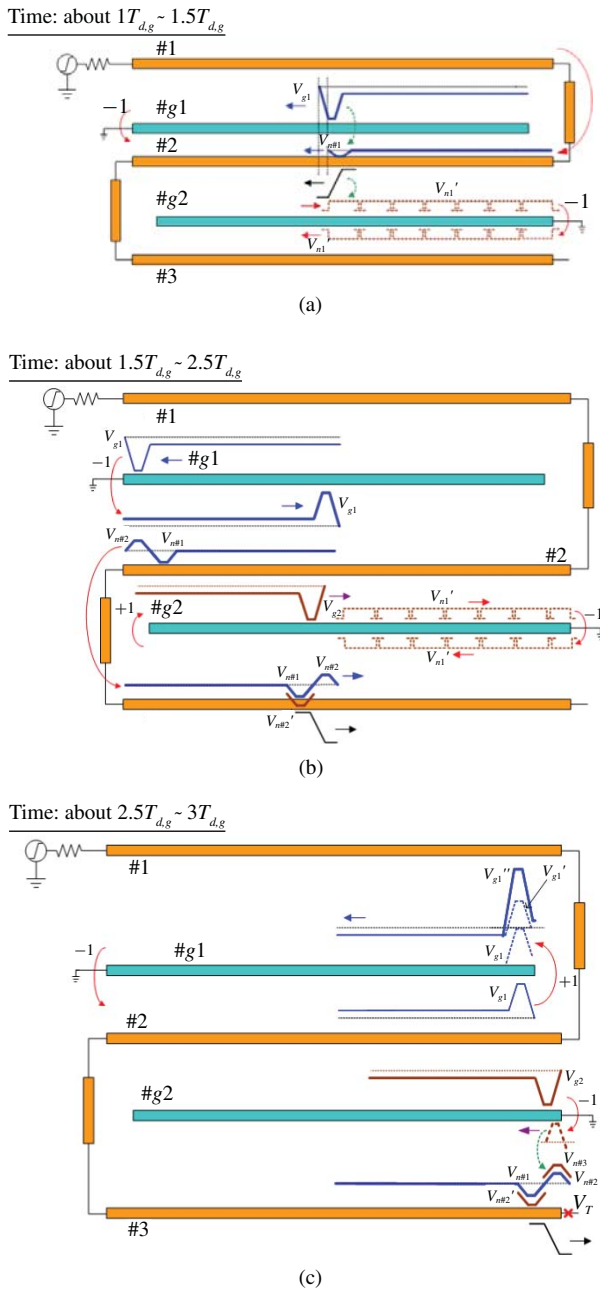 Time: about 1T_{d,g} ~ 1.5T_{d,g}
#1
V_{g1}
−1
#g1
V_{n#1}
#2
V_{n1}'
#g2
−1
V_{n1}'
#3
(a)
Time: about 1.5T_{d,g} ~ 2.5T_{d,g}
#1
V_{g1}
−1
#g1
V_{g1}
V_{n#2}
V_{n#1}
#2
+1
#g2
V_{g2}
V_{n1}'
−1
V_{n1}'
V_{n#1}
V_{n#2}
V_{n#2}'
(b)
Time: about 2.5T_{d,g} ~ 3T_{d,g}
#1
V_{g1}''
V_{g1}'
−1
#g1
V_{g1}
+1
V_{g1}
#2
V_{g2}
#g2
−1
V_{n#3}
V_{n#1}
V_{n#2}
V_{n#2}'
V_T
#3
(c)